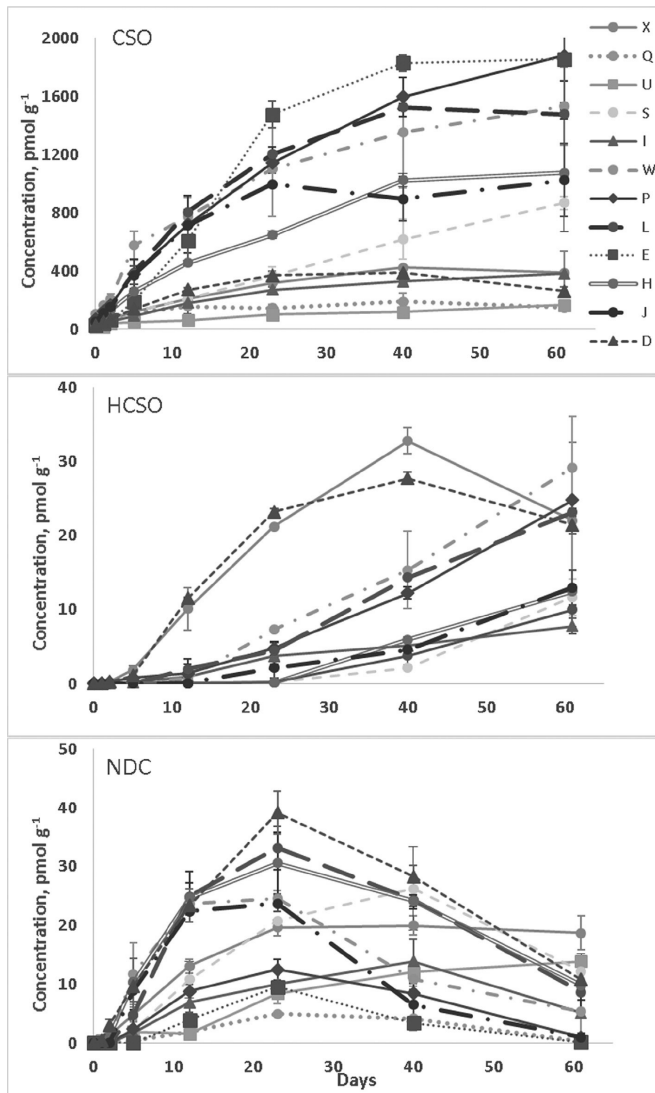 CSO
2000
1600
1200
800
400
0
Concentration, pmol g⁻¹
0 10 20 30 40 50 60
X
Q
U
S
I
W
P
L
E
H
J
D
HCSO
40
30
20
10
0
Concentration, pmol g⁻¹
0 10 20 30 40 50 60
NDC
50
40
30
20
10
0
Concentration, pmol g⁻¹
0 10 20 30 40 50 60
Days